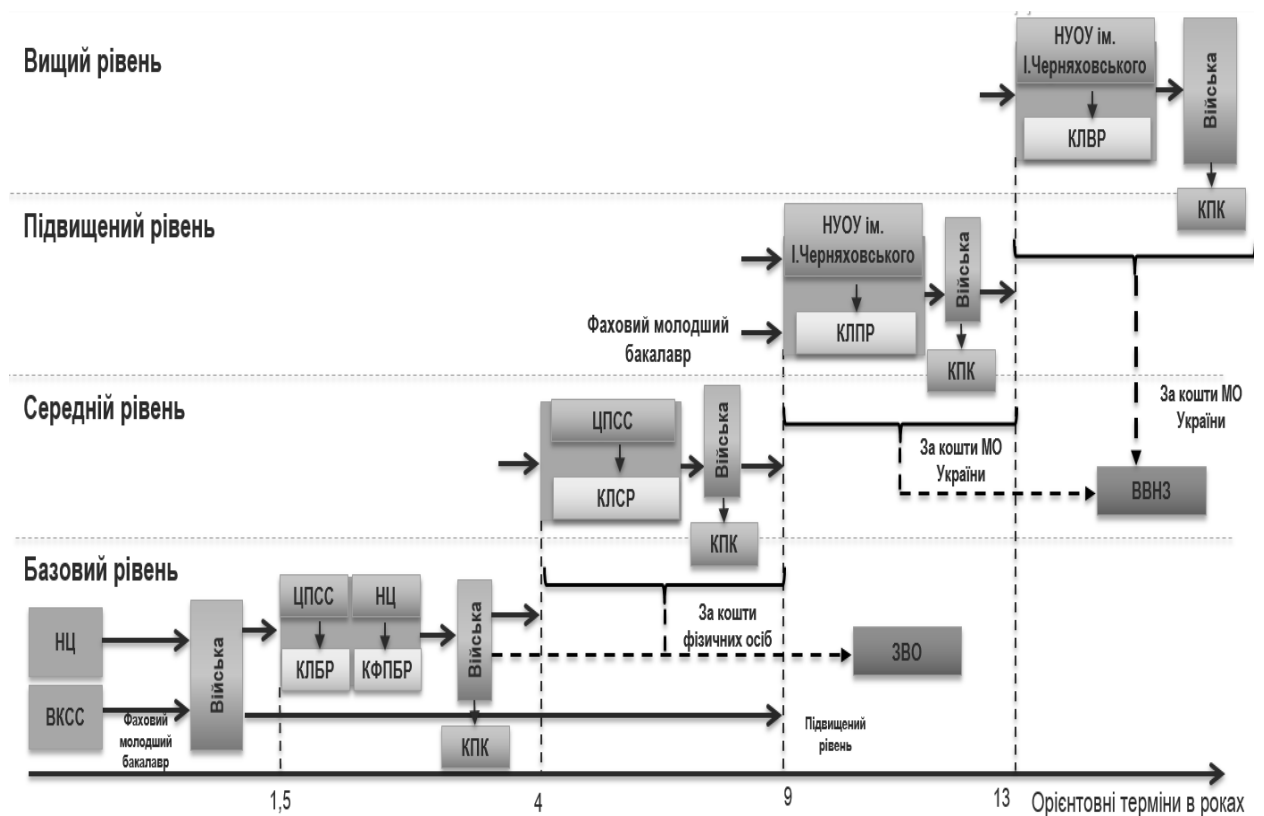 Вищий рівень
НУОУ ім.
І.Черняховського
КЛВР
Війська
КПК
Підвищений рівень
НУОУ ім.
І.Черняховського
КЛПР
Війська
КПК
Фаховий молодший
бакалавр
За кошти МО
України
Середній рівень
ЦПСС
КЛСР
Війська
КПК
За кошти МО
України
ВВНЗ
Базовий рівень
НЦ
ВКСС
Фаховий
молодший
бакалавр
Війська
ЦПСС
КЛБР
НЦ
КФПБР
Війська
КПК
За кошти
фізичних осіб
ЗВО
Підвищений
рівень
1,5
4
9
13
Орієнтовні терміни в роках